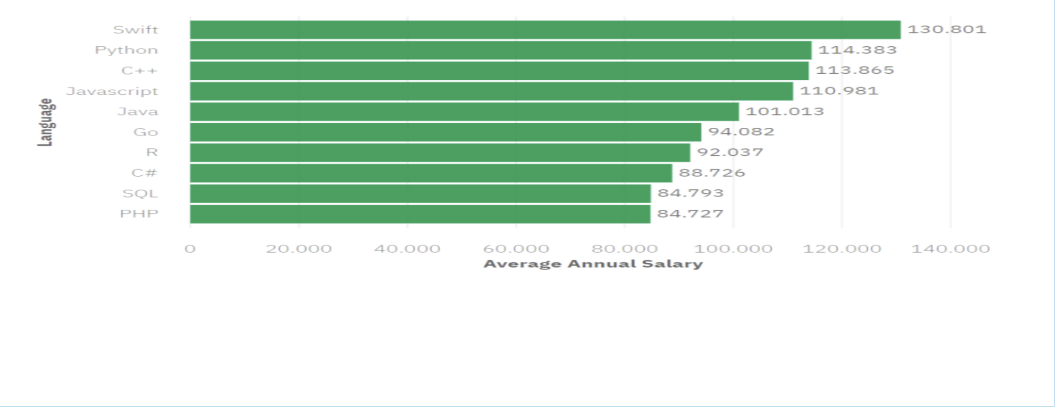 Swift 130.801
Python 114.383
C++ 113.865
Javascript 110.981
Java 101.013
Go 94.082
R 92.037
C# 88.726
SQL 84.793
PHP 84.727
Language
0 20.000 40.000 60.000 80.000 100.000 120.000 140.000
Average Annual Salary